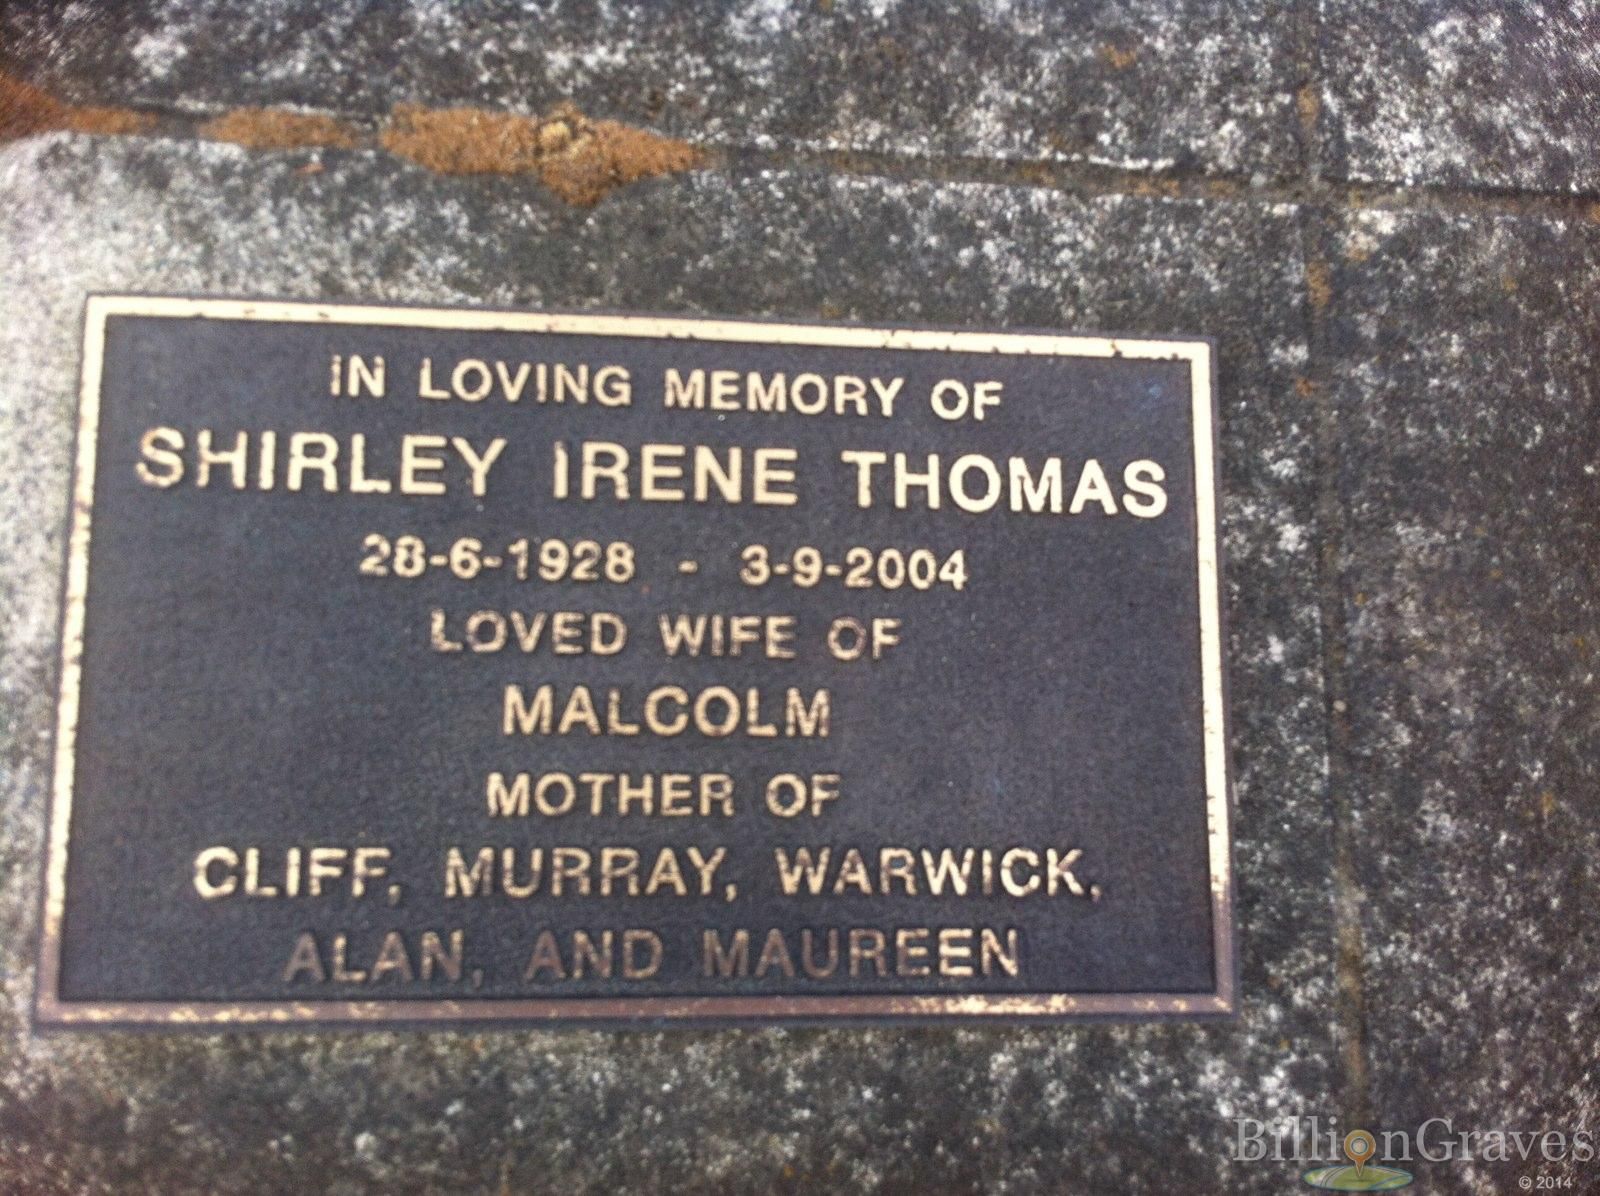 IN LOVING MEMORY OF
SHIRLEY IRENE THOMAS
28-6-1928 - 3-9-2004
LOVED WIFE OF
MALCOLM
MOTHER OF
CLIFF, MURRAY, WARWICK,
ALAN, AND MAUREEN
BillionGraves
© 2014